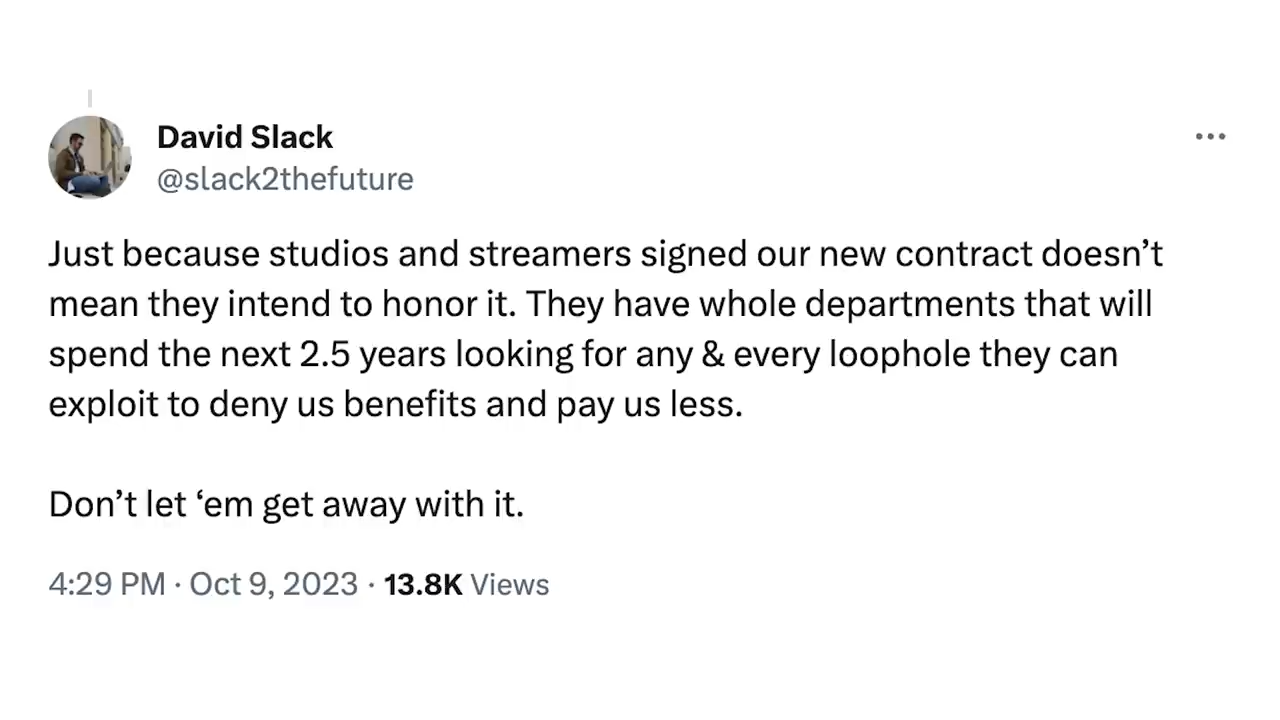 David Slack
@slack2thefuture
Just because studios and streamers signed our new contract doesn’t
mean they intend to honor it. They have whole departments that will
spend the next 2.5 years looking for any & every loophole they can
exploit to deny us benefits and pay us less.
Don’t let ‘em get away with it.
4:29 PM · Oct 9, 2023 · 13.8K Views